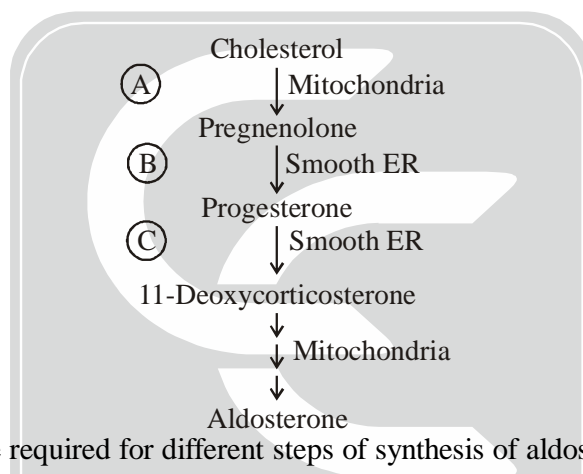 Cholesterol
A Mitochondria
Pregnenolone
B Smooth ER
Progesterone
C Smooth ER
11-Deoxycorticosterone
Mitochondria
Aldosterone
required for different steps of synthesis of aldos